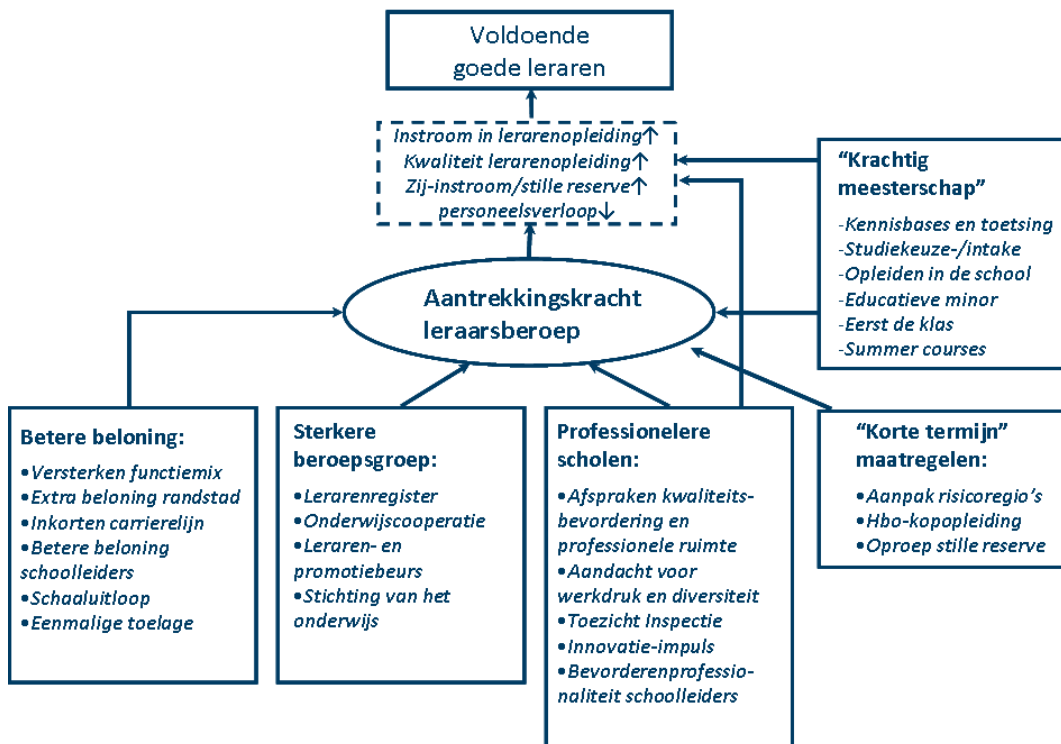 Voldoende
goede leraren
Instroom in lerarenopleiding↑
Kwaliteit lerarenopleiding↑
Zij-instroom/stille reserve↑
personeelsverloop↓
“Krachtig
meesterschap”
-Kennisbases en toetsing
-Studiekeuze-/intake
-Opleiden in de school
-Educatieve minor
-Eerst de klas
-Summer courses
Aantrekkingskracht
leraarsberoep
Betere beloning:
•Versterken functiemix
•Extra beloning randstad
•Inkorten carrierelijn
•Betere beloning
schoolleiders
•Schaaluitloop
•Eenmalige toelage
Sterkere
beroepsgroep:
•Lerarenregister
•Onderwijscooperatie
•Leraren- en
promotiebeurs
•Stichting van het
onderwijs
Professionelere
scholen:
•Afspraken kwaliteits-
bevordering en
professionele ruimte
•Aandacht voor
werkdruk en diversiteit
•Toezicht Inspectie
•Innovatie-impuls
•Bevorderenprofessio-
naliteit schoolleiders
“Korte termijn”
maatregelen:
•Aanpak risicoregio’s
•Hbo-kopopleiding
•Oproep stille reserve